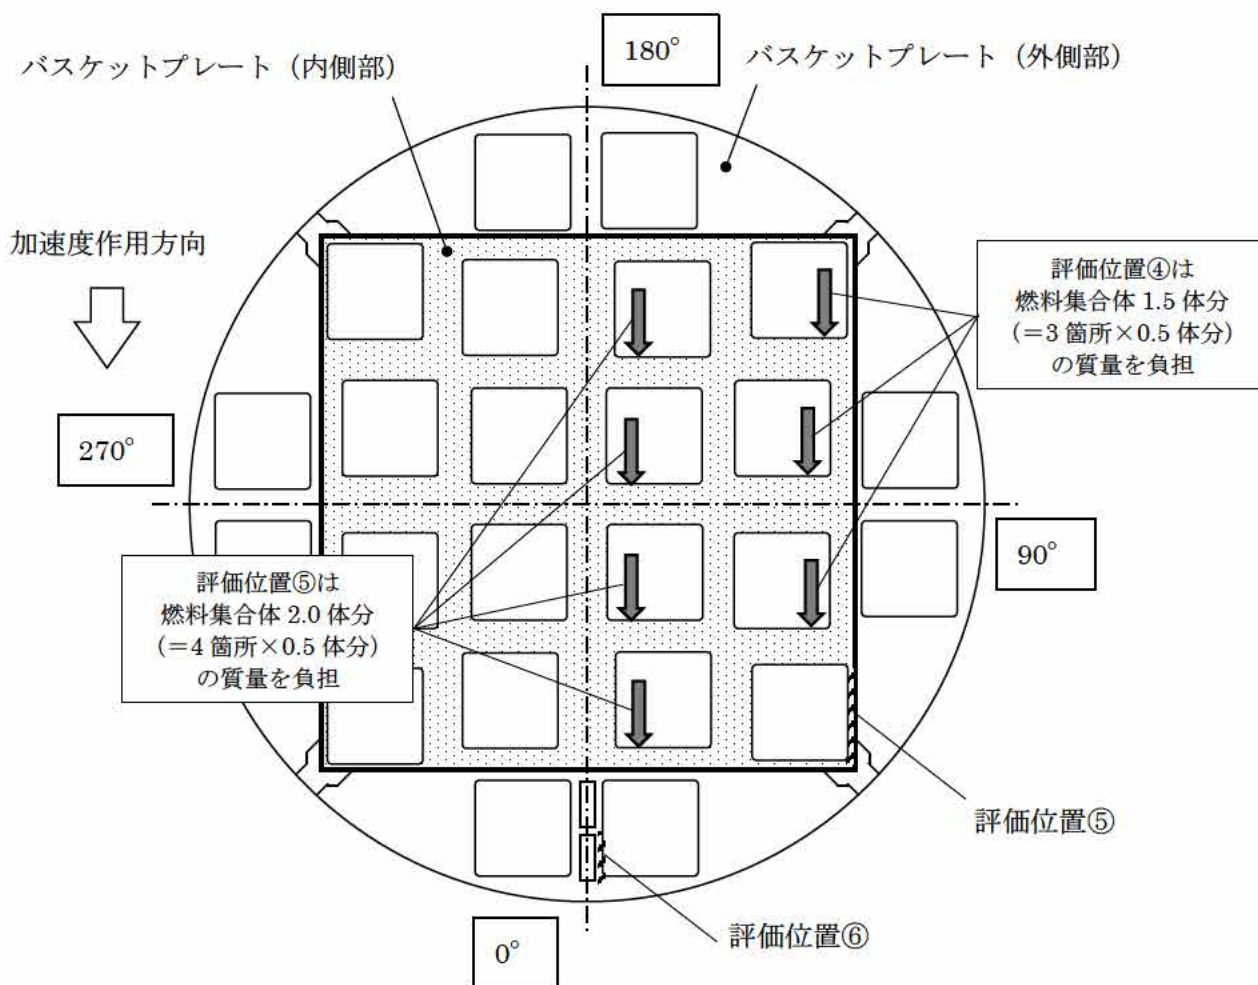 180°
バスケットプレート（内側部）
バスケットプレート（外側部）
加速度作用方向
評価位置④は
燃料集合体 1.5 体分
（＝3 箇所×0.5 体分）
の質量を負担
270°
90°
評価位置⑤は
燃料集合体 2.0 体分
（＝4 箇所×0.5 体分）
の質量を負担
評価位置⑤
評価位置⑥
0°